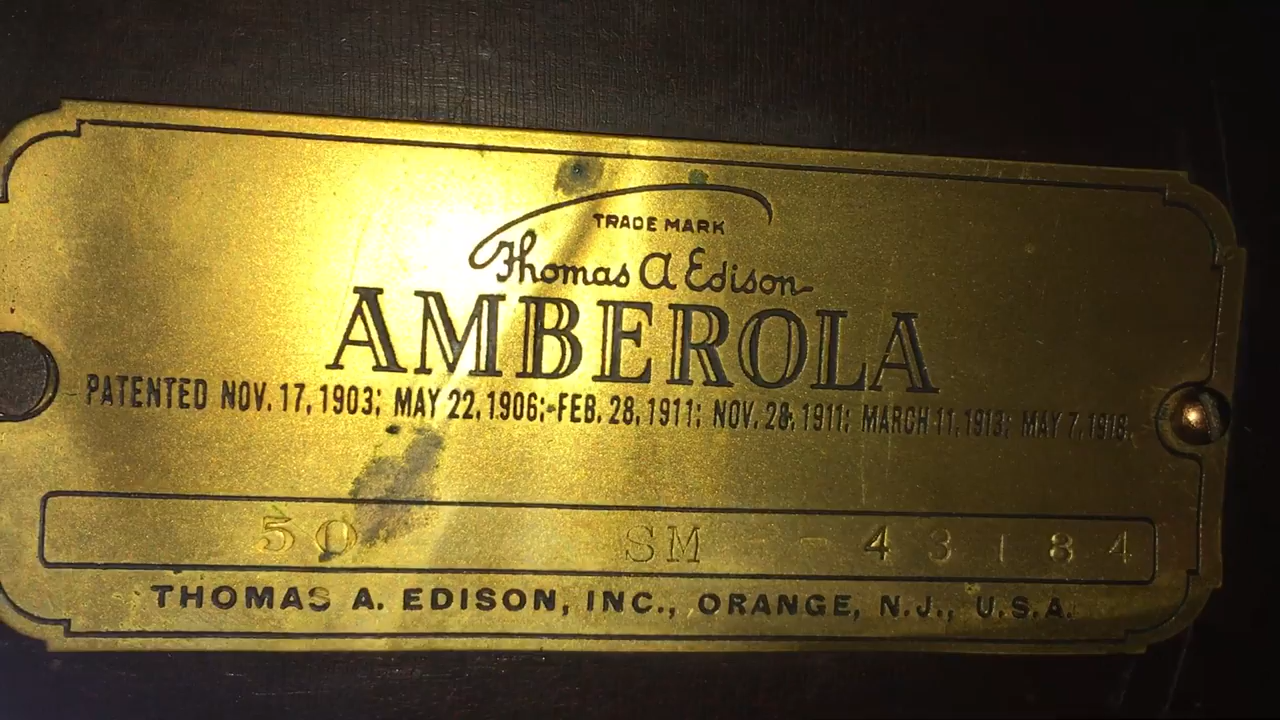 TRADE MARK
Thomas A Edison
AMBEROLA
PATENTED NOV. 17, 1903; MAY 22, 1906; FEB. 28, 1911; NOV. 28, 1911; MARCH 11, 1913; MAY 7, 1918.
50 SM - 43184
THOMAS A. EDISON, INC., ORANGE, N.J., U.S.A.